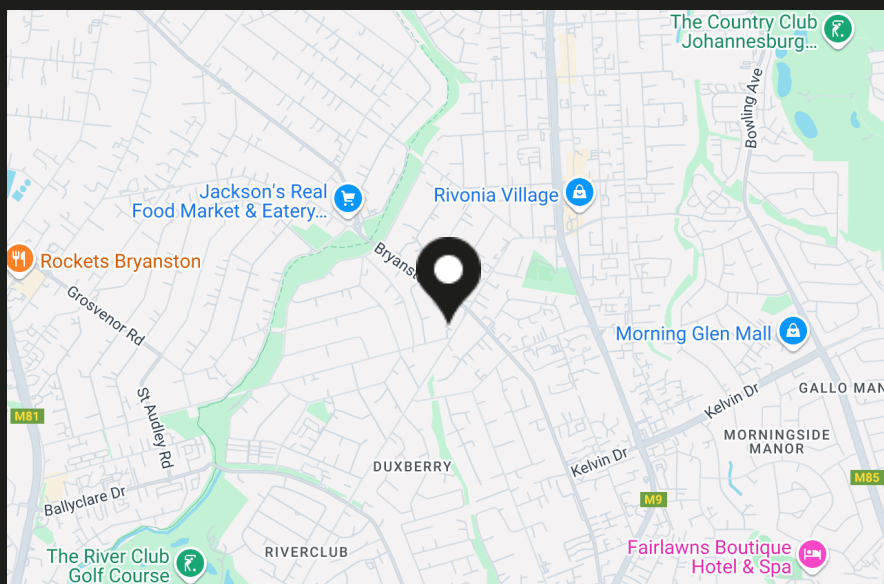 The Country Club
Johannesburg...
Bowling Ave
Jackson's Real
Food Market & Eatery...
Rivonia Village
Rockets Bryanston
Grosvenor Rd
Morning Glen Mall
GALLO MAN
St Audley Rd
M81
Kelvin Dr
MORNINGSIDE
MANOR
Kelvin Dr
DUXBERRY
M85
Ballyclare Dr
M9
RIVERCLUB
The River Club
Golf Course
Fairlawns Boutique
Hotel & Spa